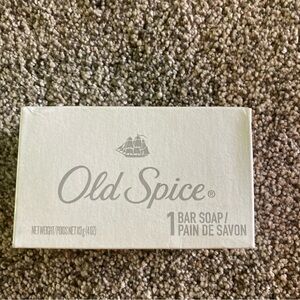 Old Spice®
1 BAR SOAP /
PAIN DE SAVON
NET WEIGHT/POIDS NET 113g (4 OZ)